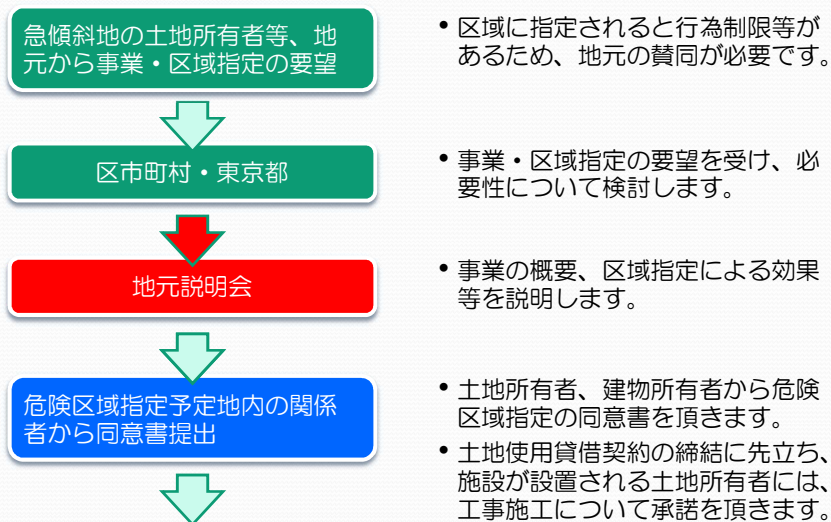 急傾斜地の土地所有者等、地
元から事業・区域指定の要望
• 区域に指定されると行為制限等が
あるため、地元の賛同が必要です。
区市町村・東京都
• 事業・区域指定の要望を受け、必
要性について検討します。
地元説明会
• 事業の概要、区域指定による効果
等を説明します。
危険区域指定予定地内の関係
者から同意書提出
• 土地所有者、建物所有者から危険
区域指定の同意書を頂きます。
• 土地使用貸借契約の締結に先立ち、
施設が設置される土地所有者には、
工事施工について承諾を頂きます。